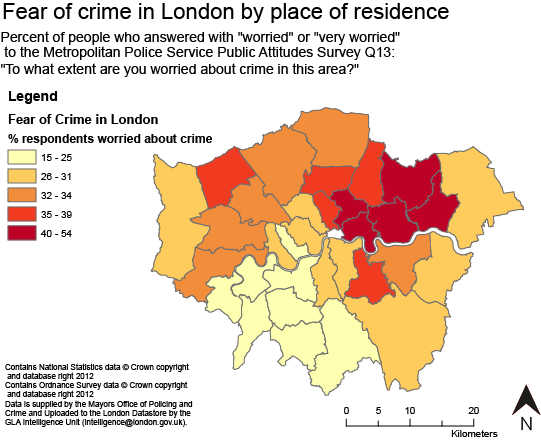 Fear of crime in London by place of residence
Percent of people who answered with "worried" or "very worried"
to the Metropolitan Police Service Public Attitudes Survey Q13:
"To what extent are you worried about crime in this area?"
Legend
Fear of Crime in London
% respondents worried about crime
15 - 25
26 - 31
32 - 34
35 - 39
40 - 54
Contains National Statistics data © Crown copyright
and database right 2012
Contains Ordnance Survey data © Crown copyright
and database right 2012
Data is supplied by the Mayors Office of Policing and
Crime and Uploaded to the London Datastore by the
GLA Intelligence Unit (intelligence@london.gov.uk).
0 5 10 20
Kilometers
N